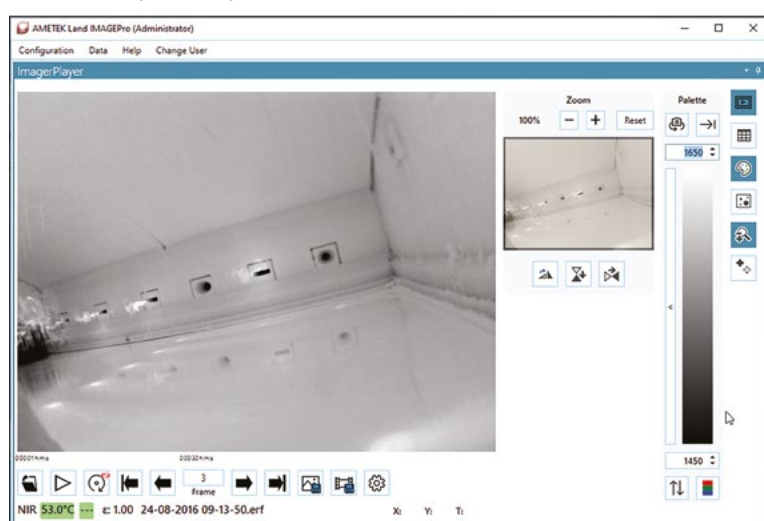 AMETEK Land IMAGEPro (Administrator)
Configuration Data Help Change User
ImagerPlayer
Zoom
100% Reset
Palette
1650
1450
3
frame
NIR 53.0°C --- ε: 1.00 24-08-2016 09-13-50.erf X: Y: T: